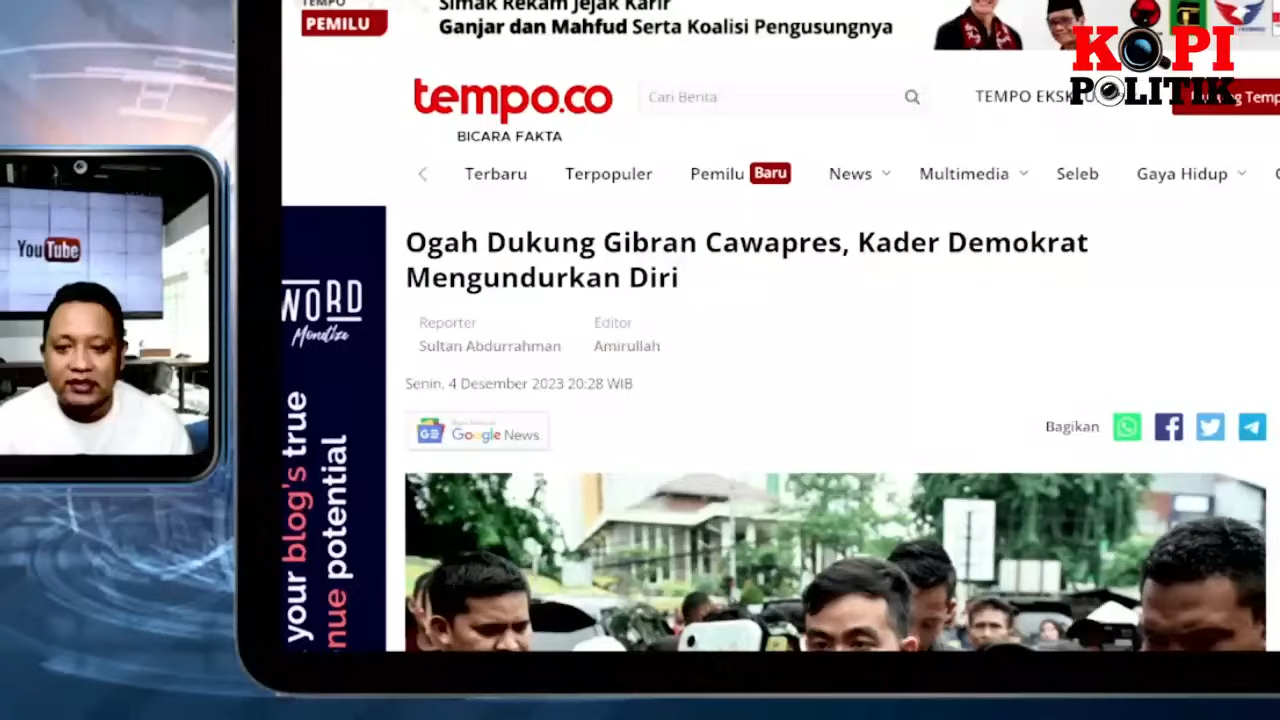 TEMPO
PEMILU
Simak Rekam Jejak Karir
Ganjar dan Mahfud Serta Koalisi Pengusungnya
KOPI
POLITIK
tempo.co
BICARA FAKTA
Cari Berita
TEMPO
Terbaru
Terpopuler
Pemilu Baru
News
Multimedia
Seleb
Gaya Hidup
Ogah Dukung Gibran Cawapres, Kader Demokrat
Mengundurkan Diri
Reporter
Editor
Sultan Abdurrahman
Amirullah
Senin, 4 Desember 2023 20:28 WIB
Google News
Bagikan
YouTube
WORD
Monetize
your blog's true
nue potential